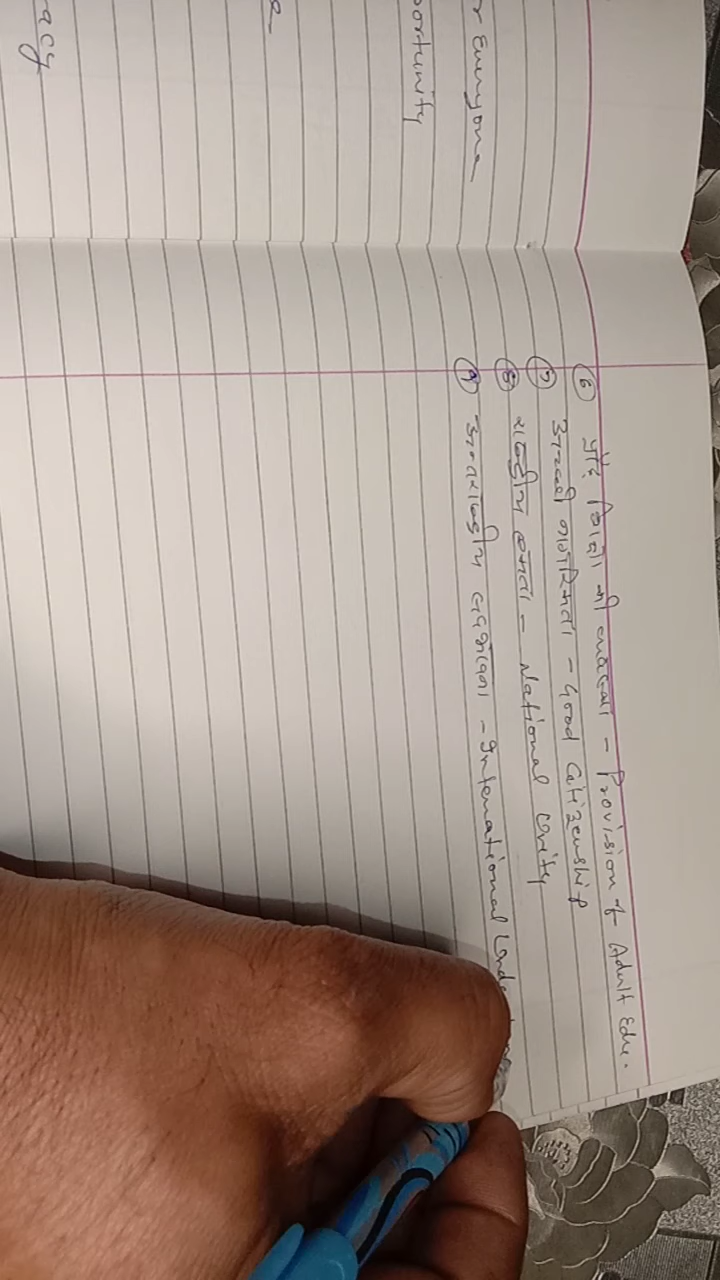 r Everyone
portunity
acy
⑥ प्रौढ़ शिक्षा की व्यवस्था - Provision of Adult Edu.
⑦ अच्छी नागरिकता - Good Citizenship
⑧ राष्ट्रीय एकता - National Unity
⑨ अन्तर्राष्ट्रीय सद्भावना - International